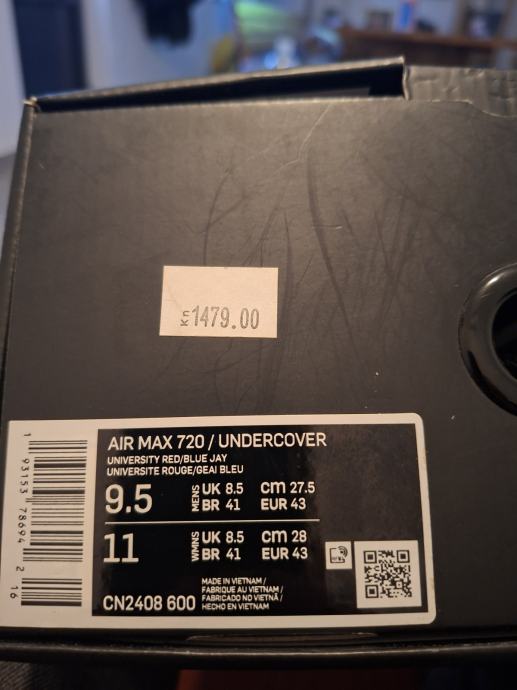 kn 1479.00
AIR MAX 720 / UNDERCOVER
UNIVERSITY RED/BLUE JAY
UNIVERSITE ROUGE/GEAI BLEU
9.5 MENS UK 8.5 cm 27.5
BR 41 EUR 43
11 WMNS UK 8.5 cm 28
BR 41 EUR 43
CN2408 600
MADE IN VIETNAM /
FABRIQUE AU VIETNAM /
FABRICADO NO VIETNÃ /
HECHO EN VIETNAM
1 93153 78694 2 16